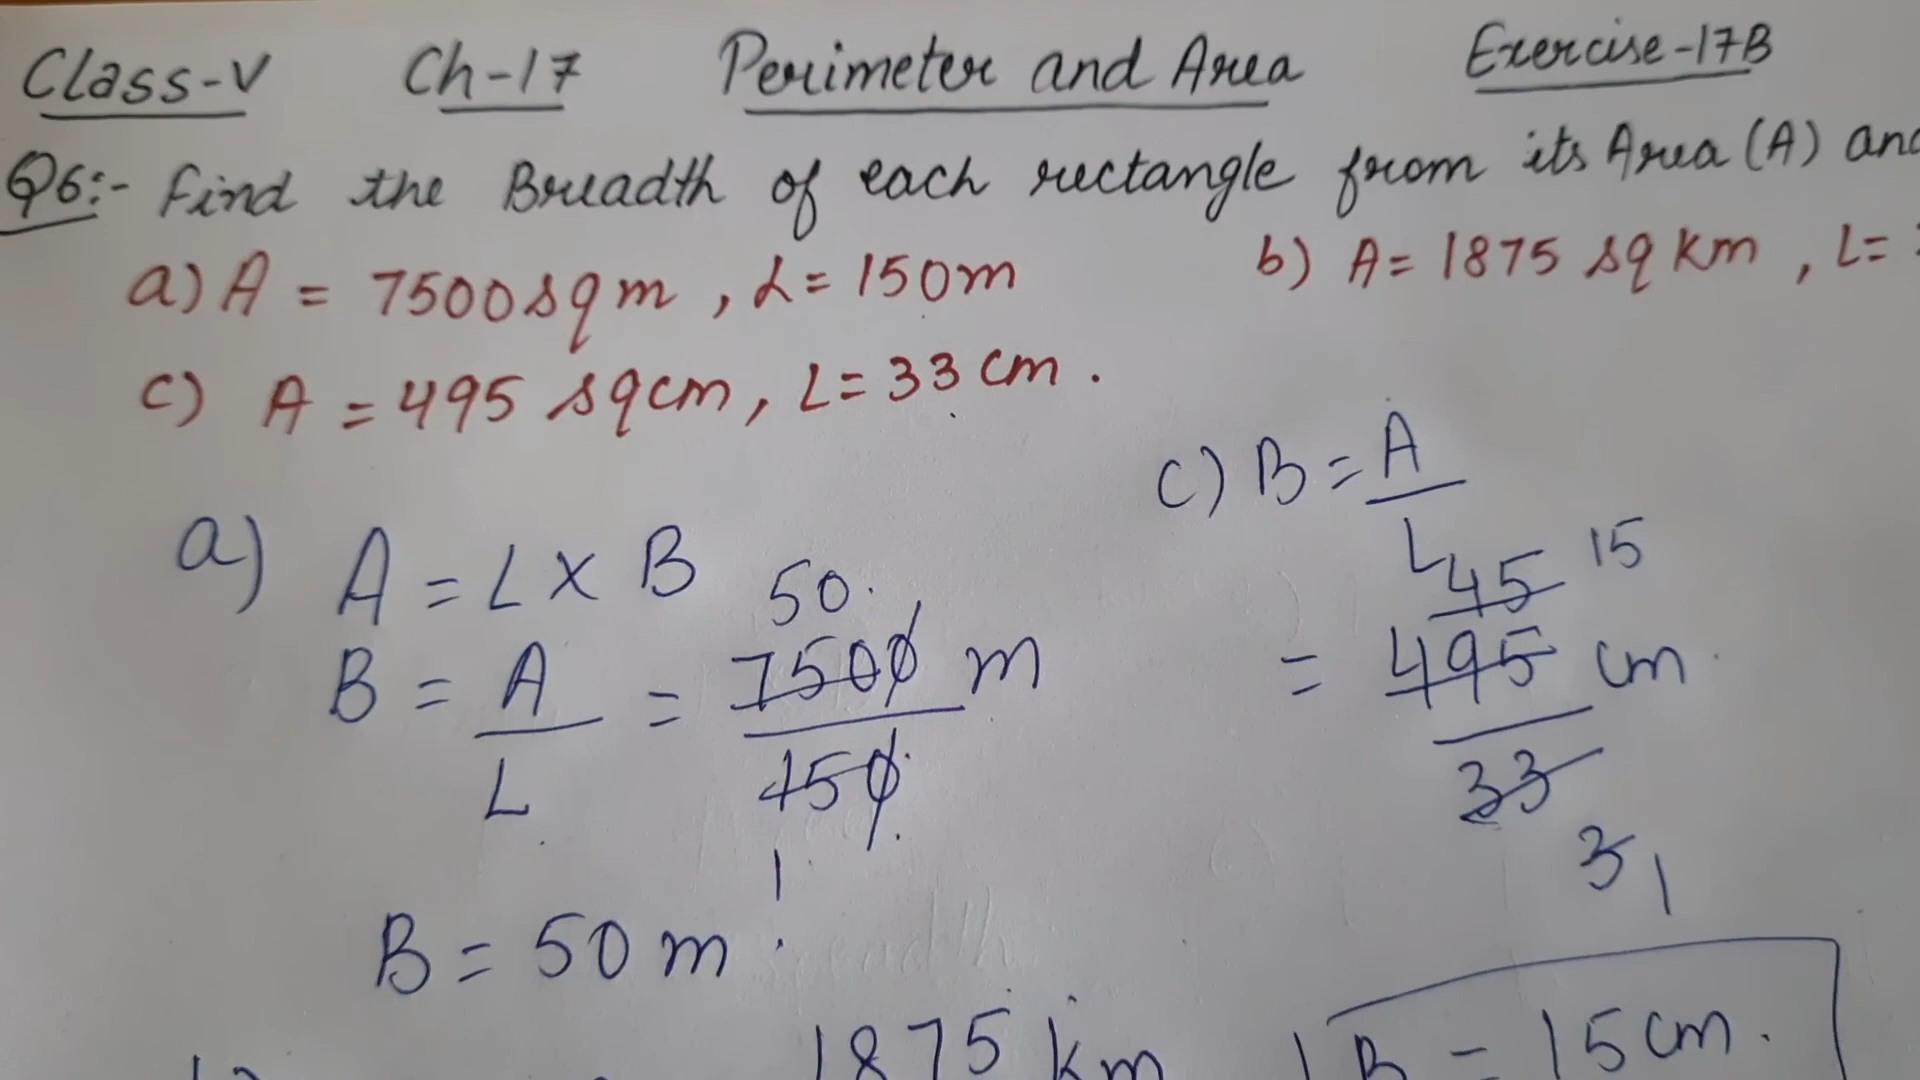 Class-V Ch-17 Perimeter and Area Exercise-17B
Q6:- Find the Breadth of each rectangle from its Area (A) and
a) A = 7500 sq m, L = 150 m b) A = 1875 sq km, L =
c) A = 495 sq cm, L = 33 cm.
a) A = L x B
50
B = A/L = 7500/150 m
1
B = 50 m
1875 km
c) B = A/L
45 15
= 495/33 cm
3 1
B = 15 cm.